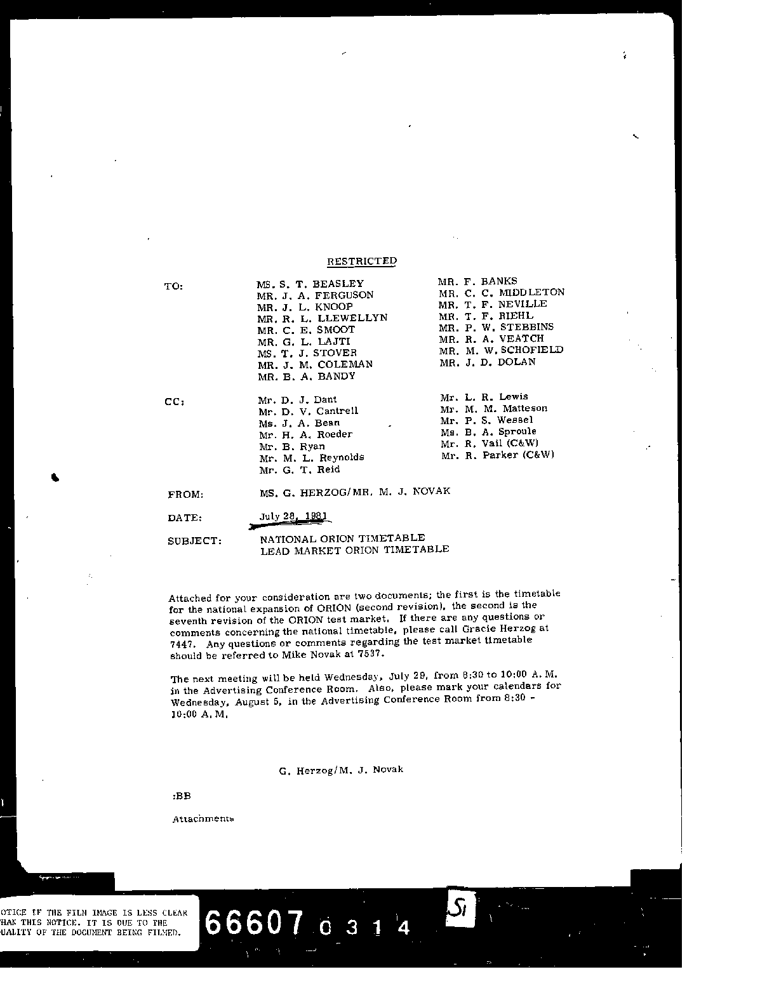 RESTRICTED
TO:
MS. S. T. BEASLEY
MR. J. A. FERGUSON
MR. J. L. KNOOP
MR. R. L. LLEWELLYN
MR. C. E. SMOOT
MR. G. L. LAJTI
MS. T. J. STOVER
MR. J. M. COLEMAN
MR. B. A. BANDY
MR. F. BANKS
MR. C. C. MIDDLETON
MR. T. F. NEVILLE
MR. T. F. RIEHL
MR. P. W. STEBBINS
MR. R. A. VEATCH
MR. M. W. SCHOFIELD
MR. J. D. DOLAN
CC:
Mr. D. J. Dant
Mr. D. V. Cantrell
Ms. J. A. Bean
Mr. H. A. Roeder
Mr. B. Ryan
Mr. M. L. Reynolds
Mr. G. T. Reid
Mr. L. R. Lewis
Mr. M. M. Matteson
Mr. P. S. Wessel
Ms. B. A. Sproule
Mr. R. Vail (C&W)
Mr. R. Parker (C&W)
FROM: MS. G. HERZOG/MR. M. J. NOVAK
DATE: July 28, 1981
SUBJECT: NATIONAL ORION TIMETABLE
LEAD MARKET ORION TIMETABLE
Attached for your consideration are two documents; the first is the timetable
for the national expansion of ORION (second revision), the second is the
seventh revision of the ORION test market. If there are any questions or
comments concerning the national timetable, please call Gracie Herzog at
7447. Any questions or comments regarding the test market timetable
should be referred to Mike Novak at 7537.
The next meeting will be held Wednesday, July 29, from 8:30 to 10:00 A. M.
in the Advertising Conference Room. Also, please mark your calendars for
Wednesday, August 5, in the Advertising Conference Room from 8:30 -
10:00 A. M.
G. Herzog/M. J. Novak
:BB
Attachments
OTICE IF THE FILM IMAGE IS LESS CLEAR
HAN THIS NOTICE. IT IS DUE TO THE
UALITY OF THE DOCUMENT BEING FILMED.
66607 0314
S1